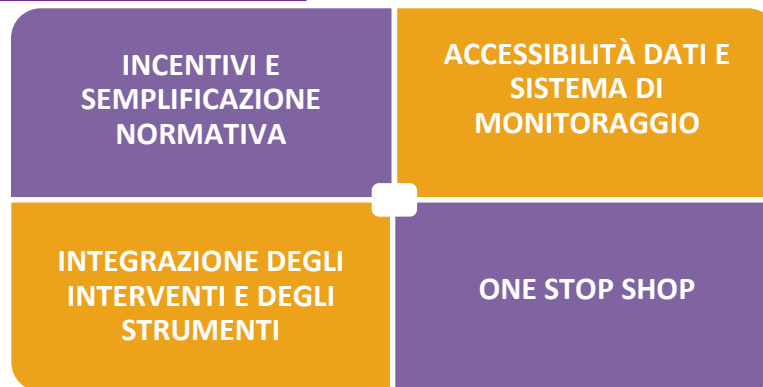 INCENTIVI E
SEMPLIFICAZIONE
NORMATIVA
ACCESSIBILITÀ DATI E
SISTEMA DI
MONITORAGGIO
INTEGRAZIONE DEGLI
INTERVENTI E DEGLI
STRUMENTI
ONE STOP SHOP